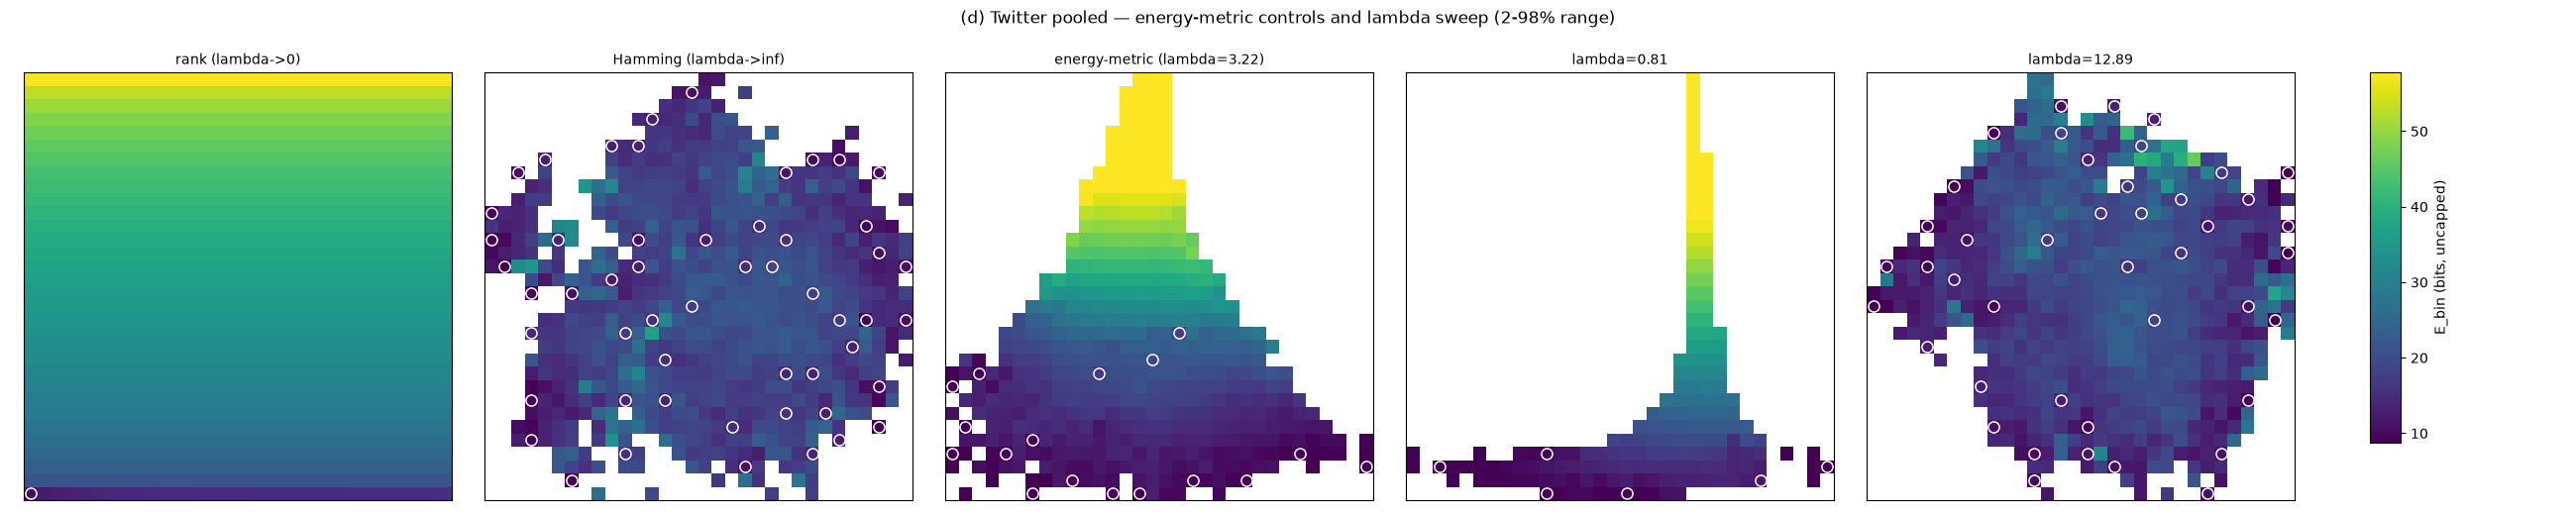 (d) Twitter pooled — energy-metric controls and lambda sweep (2-98% range)
rank (lambda->0)
Hamming (lambda->inf)
energy-metric (lambda=3.22)
lambda=0.81
lambda=12.89
50
40
30
20
10
E_bin (bits, uncapped)